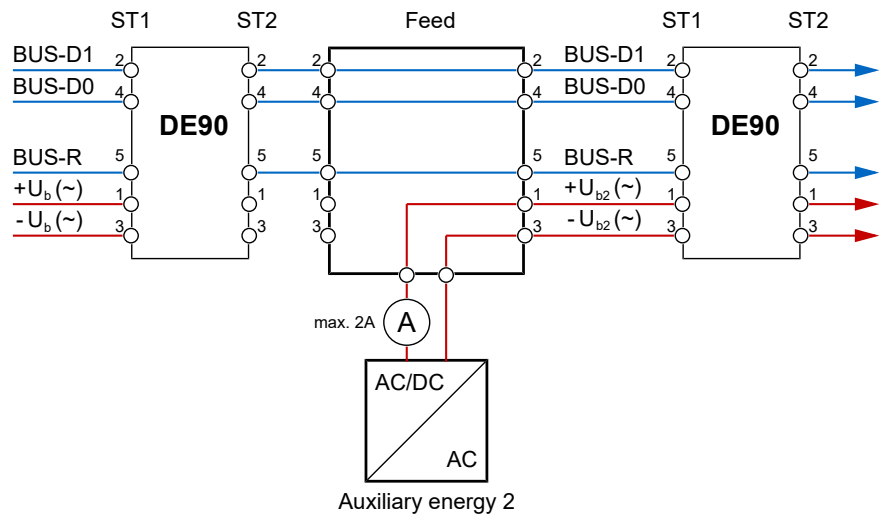 ST1 ST2 Feed ST1 ST2
BUS-D1 2 2 2 2 BUS-D1 2 2
BUS-D0 4 4 4 4 BUS-D0 4 4
DE90 DE90
BUS-R 5 5 5 5 BUS-R 5 5
+Ub (~) 1 1 1 1 +Ub2 (~) 1 1
-Ub (~) 3 3 3 3 -Ub2 (~) 3 3
max. 2A A
AC/DC
AC
Auxiliary energy 2